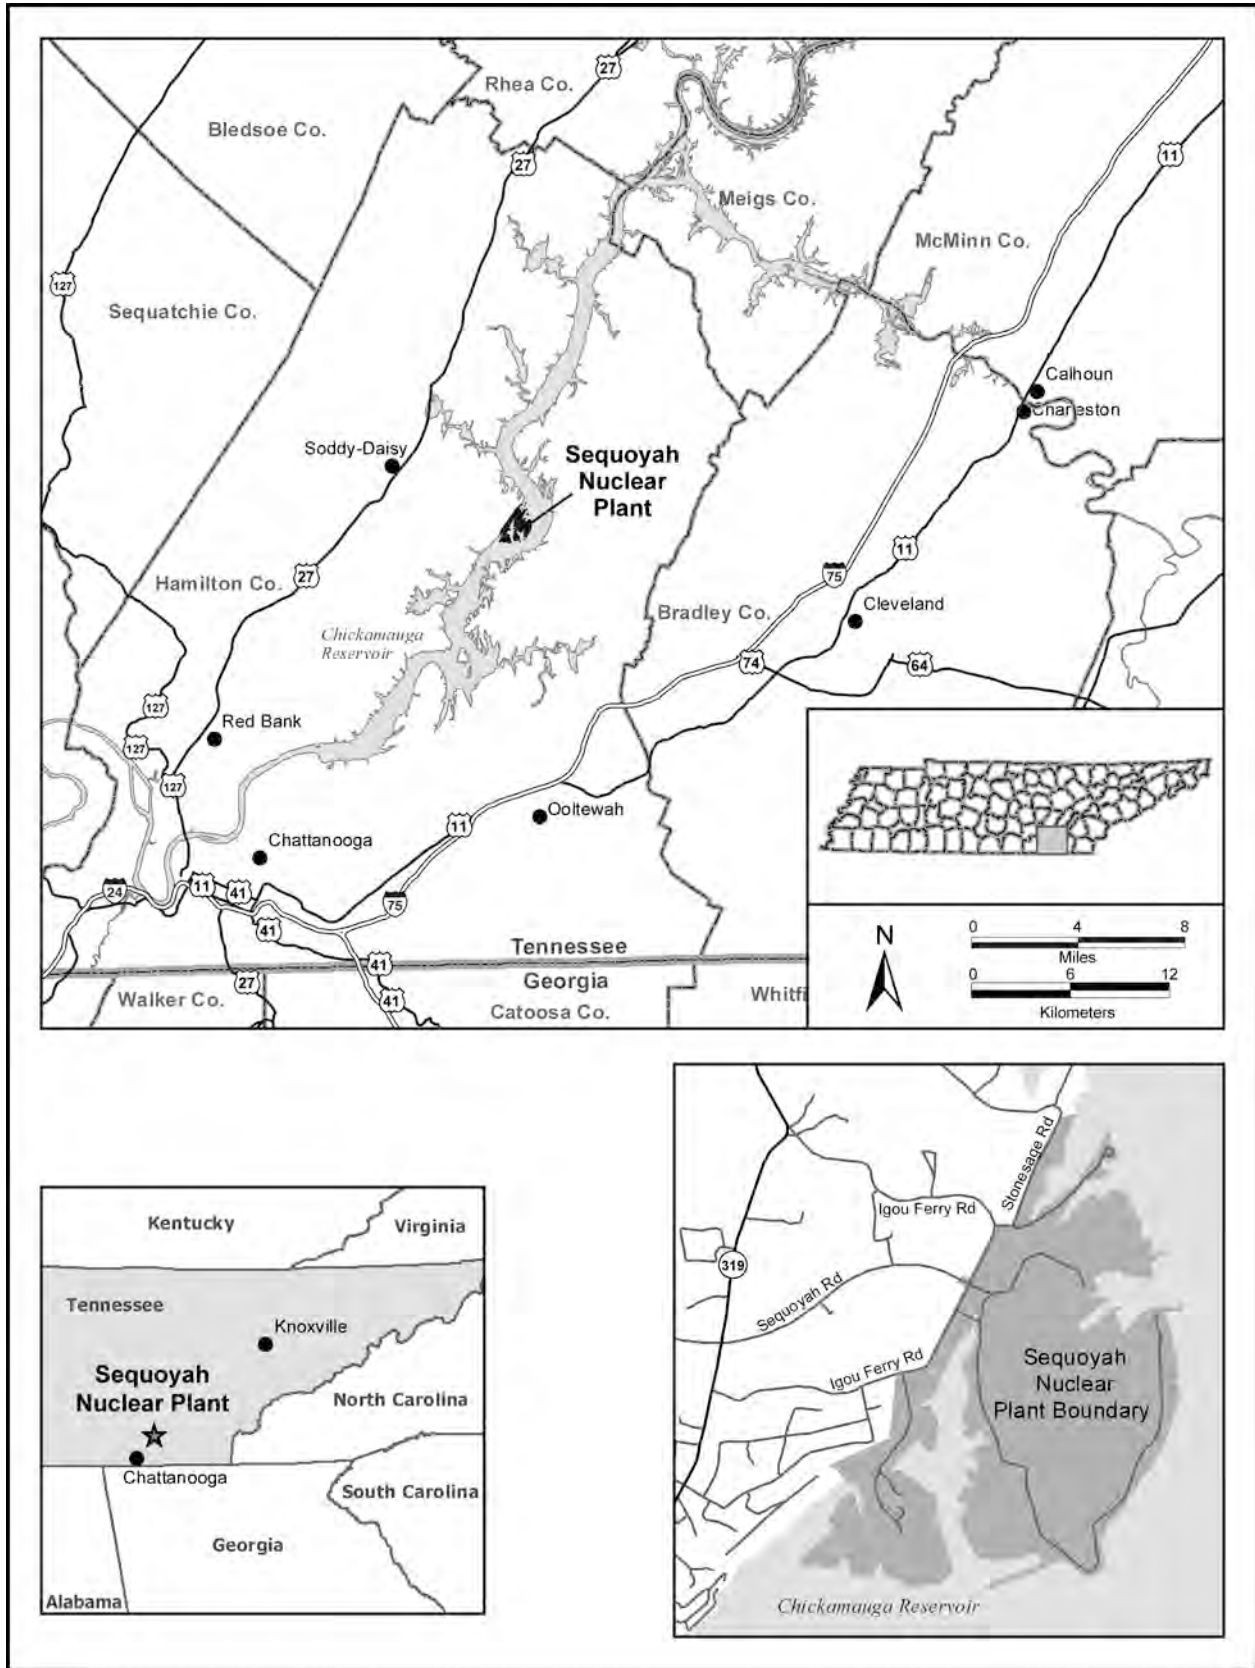 27
Rhea Co.
Bledsoe Co.
11
27
Meigs Co.
McMinn Co.
127
Sequatchie Co.
Calhoun
Charleston
Soddy-Daisy
Sequoyah
Nuclear
Plant
11
75
27
Hamilton Co.
Cleveland
Bradley Co.
Chickamauga
Reservoir
74
64
127
Red Bank
127
127
Ooltewah
11
Chattanooga
24
11
41
75
41
Tennessee
41
Georgia
27
Walker Co.
41
Catoosa Co.
Whitfi
N
0 4 8
Miles
0 6 12
Kilometers
Kentucky
Virginia
Tennessee
Knoxville
Sequoyah
Nuclear Plant
North Carolina
Chattanooga
South Carolina
Georgia
Alabama
Stonesage Rd
Igou Ferry Rd
319
Sequoyah Rd
Igou Ferry Rd
Sequoyah
Nuclear
Plant Boundary
Chickamauga Reservoir